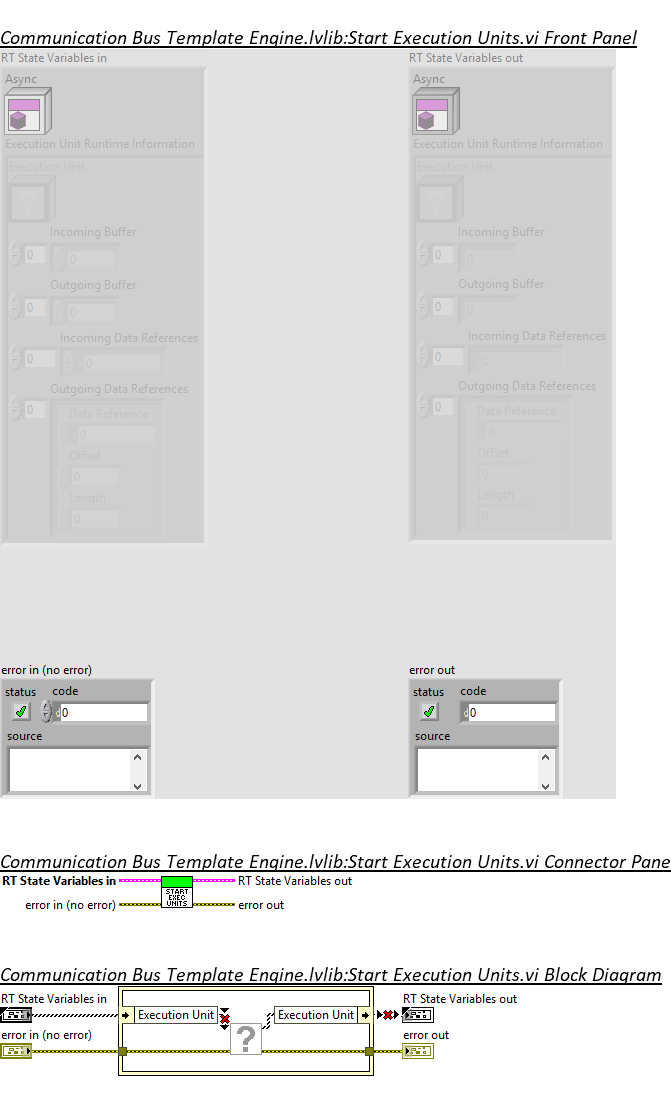 Communication Bus Template Engine.lvlib:Start Execution Units.vi Front Panel
RT State Variables in
RT State Variables out
Async
Async
Execution Unit Runtime Information
Execution Unit Runtime Information
Execution Unit
Execution Unit
?
?
Incoming Buffer
Incoming Buffer
0 0
0 0
Outgoing Buffer
Outgoing Buffer
0 0
0 0
Incoming Data References
Incoming Data References
0 0
0 0
Outgoing Data References
Outgoing Data References
0
0
Data Reference
Data Reference
0
0
Offset
Offset
0
0
Length
Length
0
0
error in (no error)
error out
status code
status code
0
0
source
source
Communication Bus Template Engine.lvlib:Start Execution Units.vi Connector Pane
RT State Variables in
START
EXEC
UNITS
RT State Variables out
error in (no error)
error out
Communication Bus Template Engine.lvlib:Start Execution Units.vi Block Diagram
RT State Variables in
RT State Variables out
Execution Unit
Execution Unit
error in (no error)
?
error out